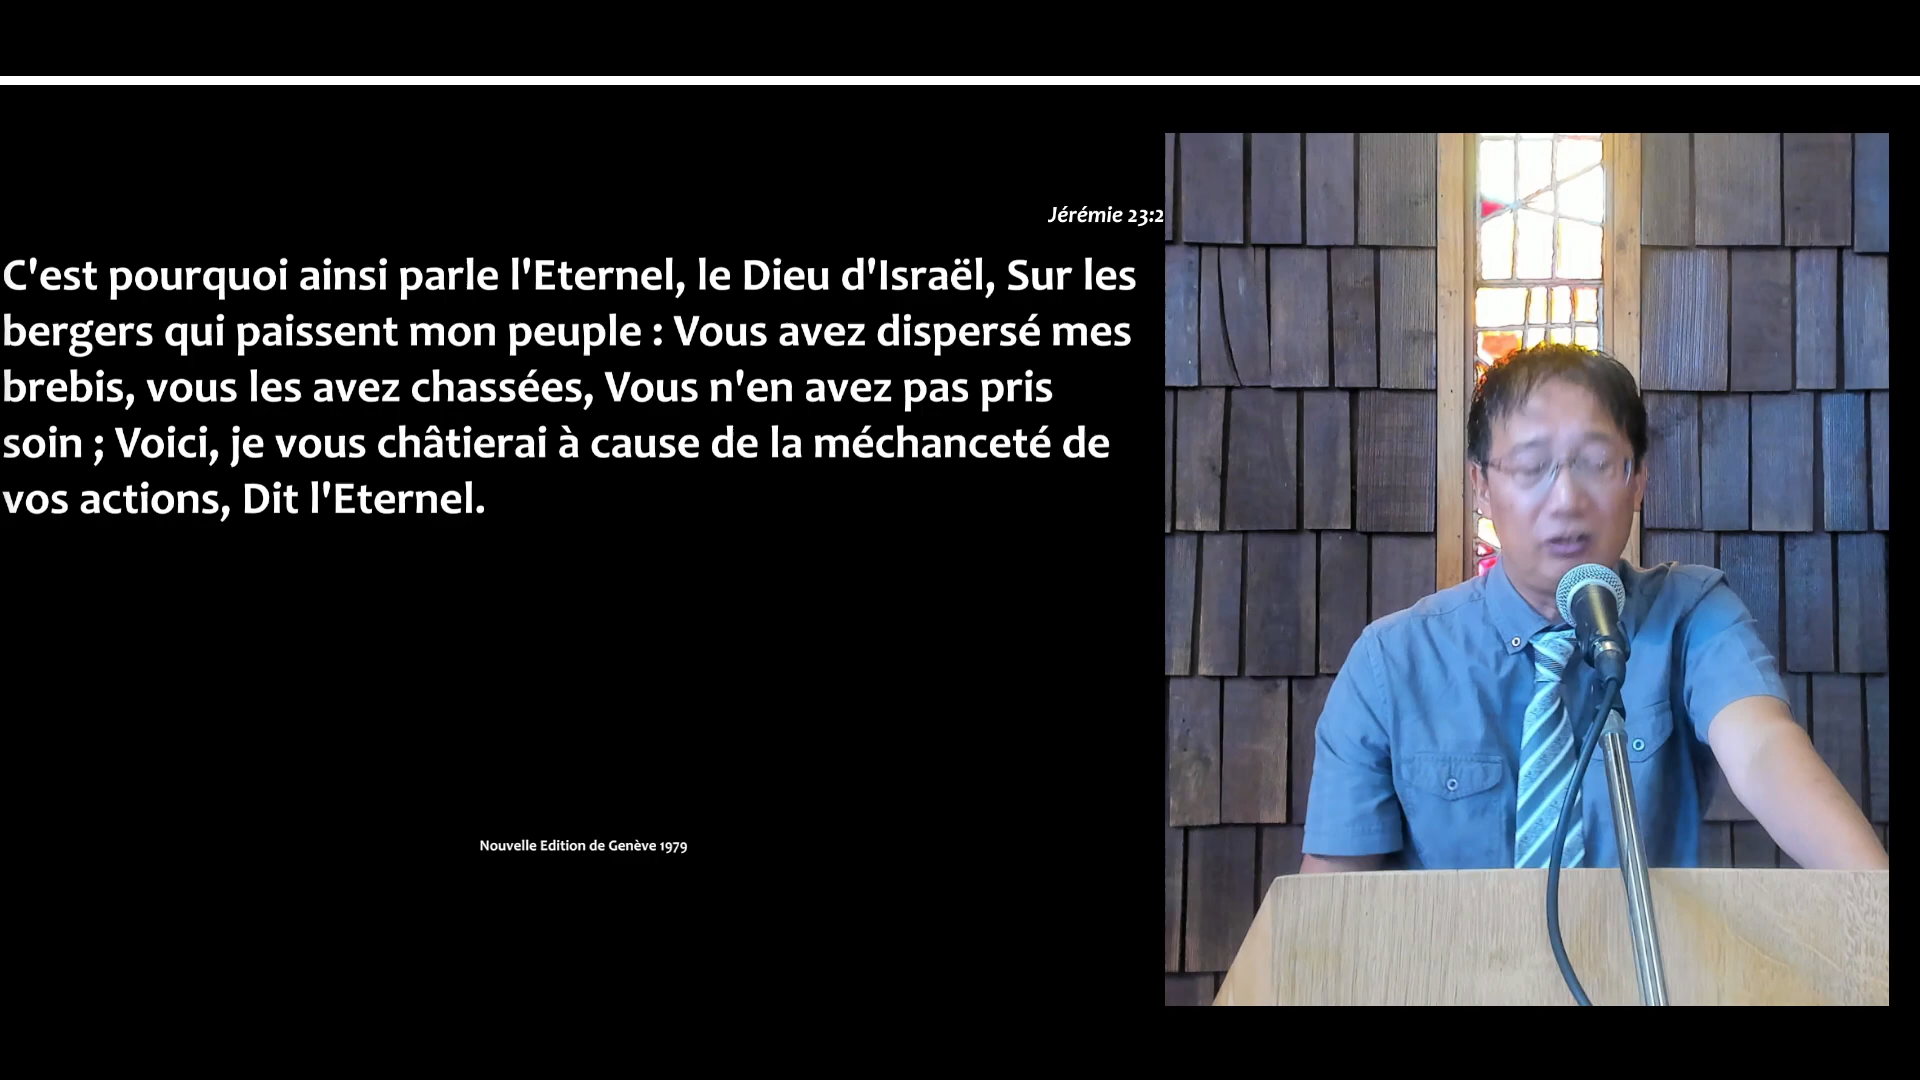 Jérémie 23:2
C'est pourquoi ainsi parle l'Eternel, le Dieu d'Israël, Sur les
bergers qui paissent mon peuple : Vous avez dispersé mes
brebis, vous les avez chassées, Vous n'en avez pas pris
soin ; Voici, je vous châtierai à cause de la méchanceté de
vos actions, Dit l'Eternel.
Nouvelle Edition de Genève 1979